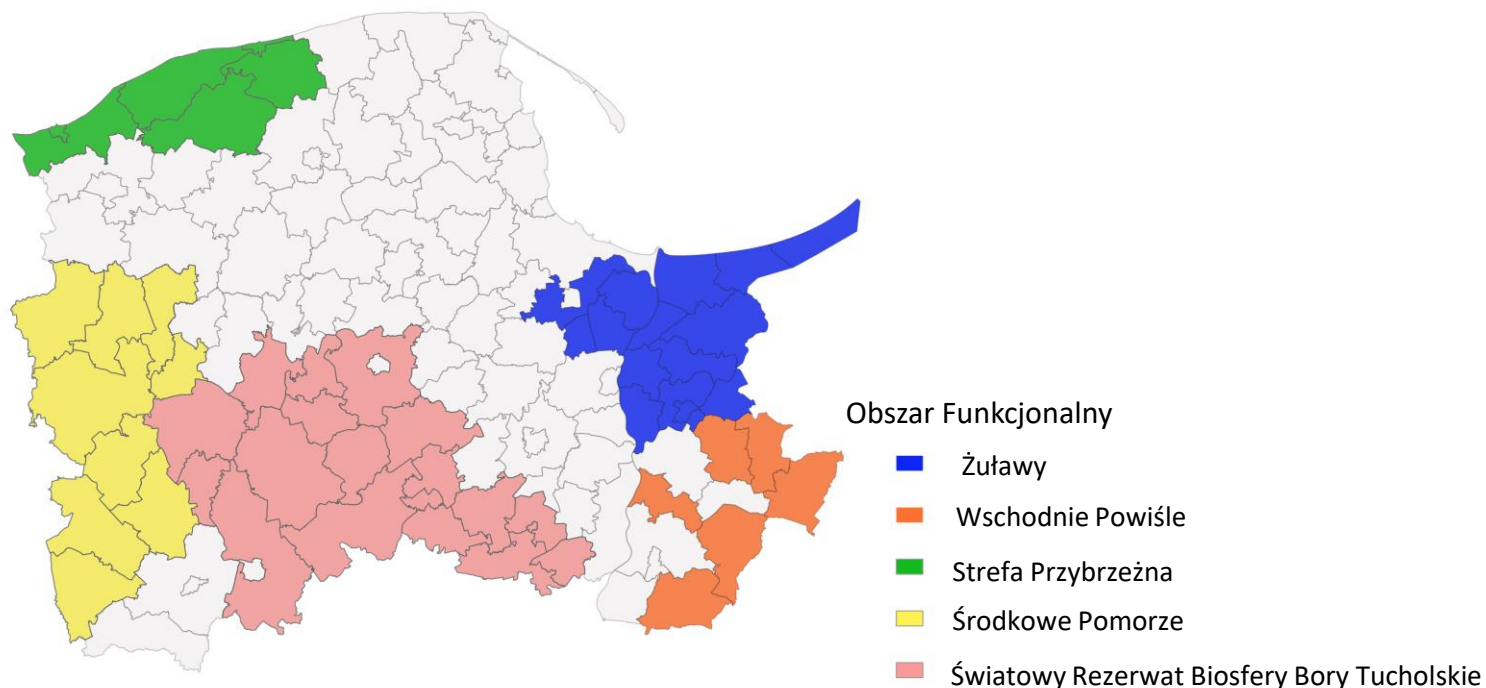 Obszar Funkcjonalny
Żuławy
Wschodnie Powiśle
Strefa Przybrzeżna
Środkowe Pomorze
Światowy Rezerwat Biosfery Bory Tucholskie